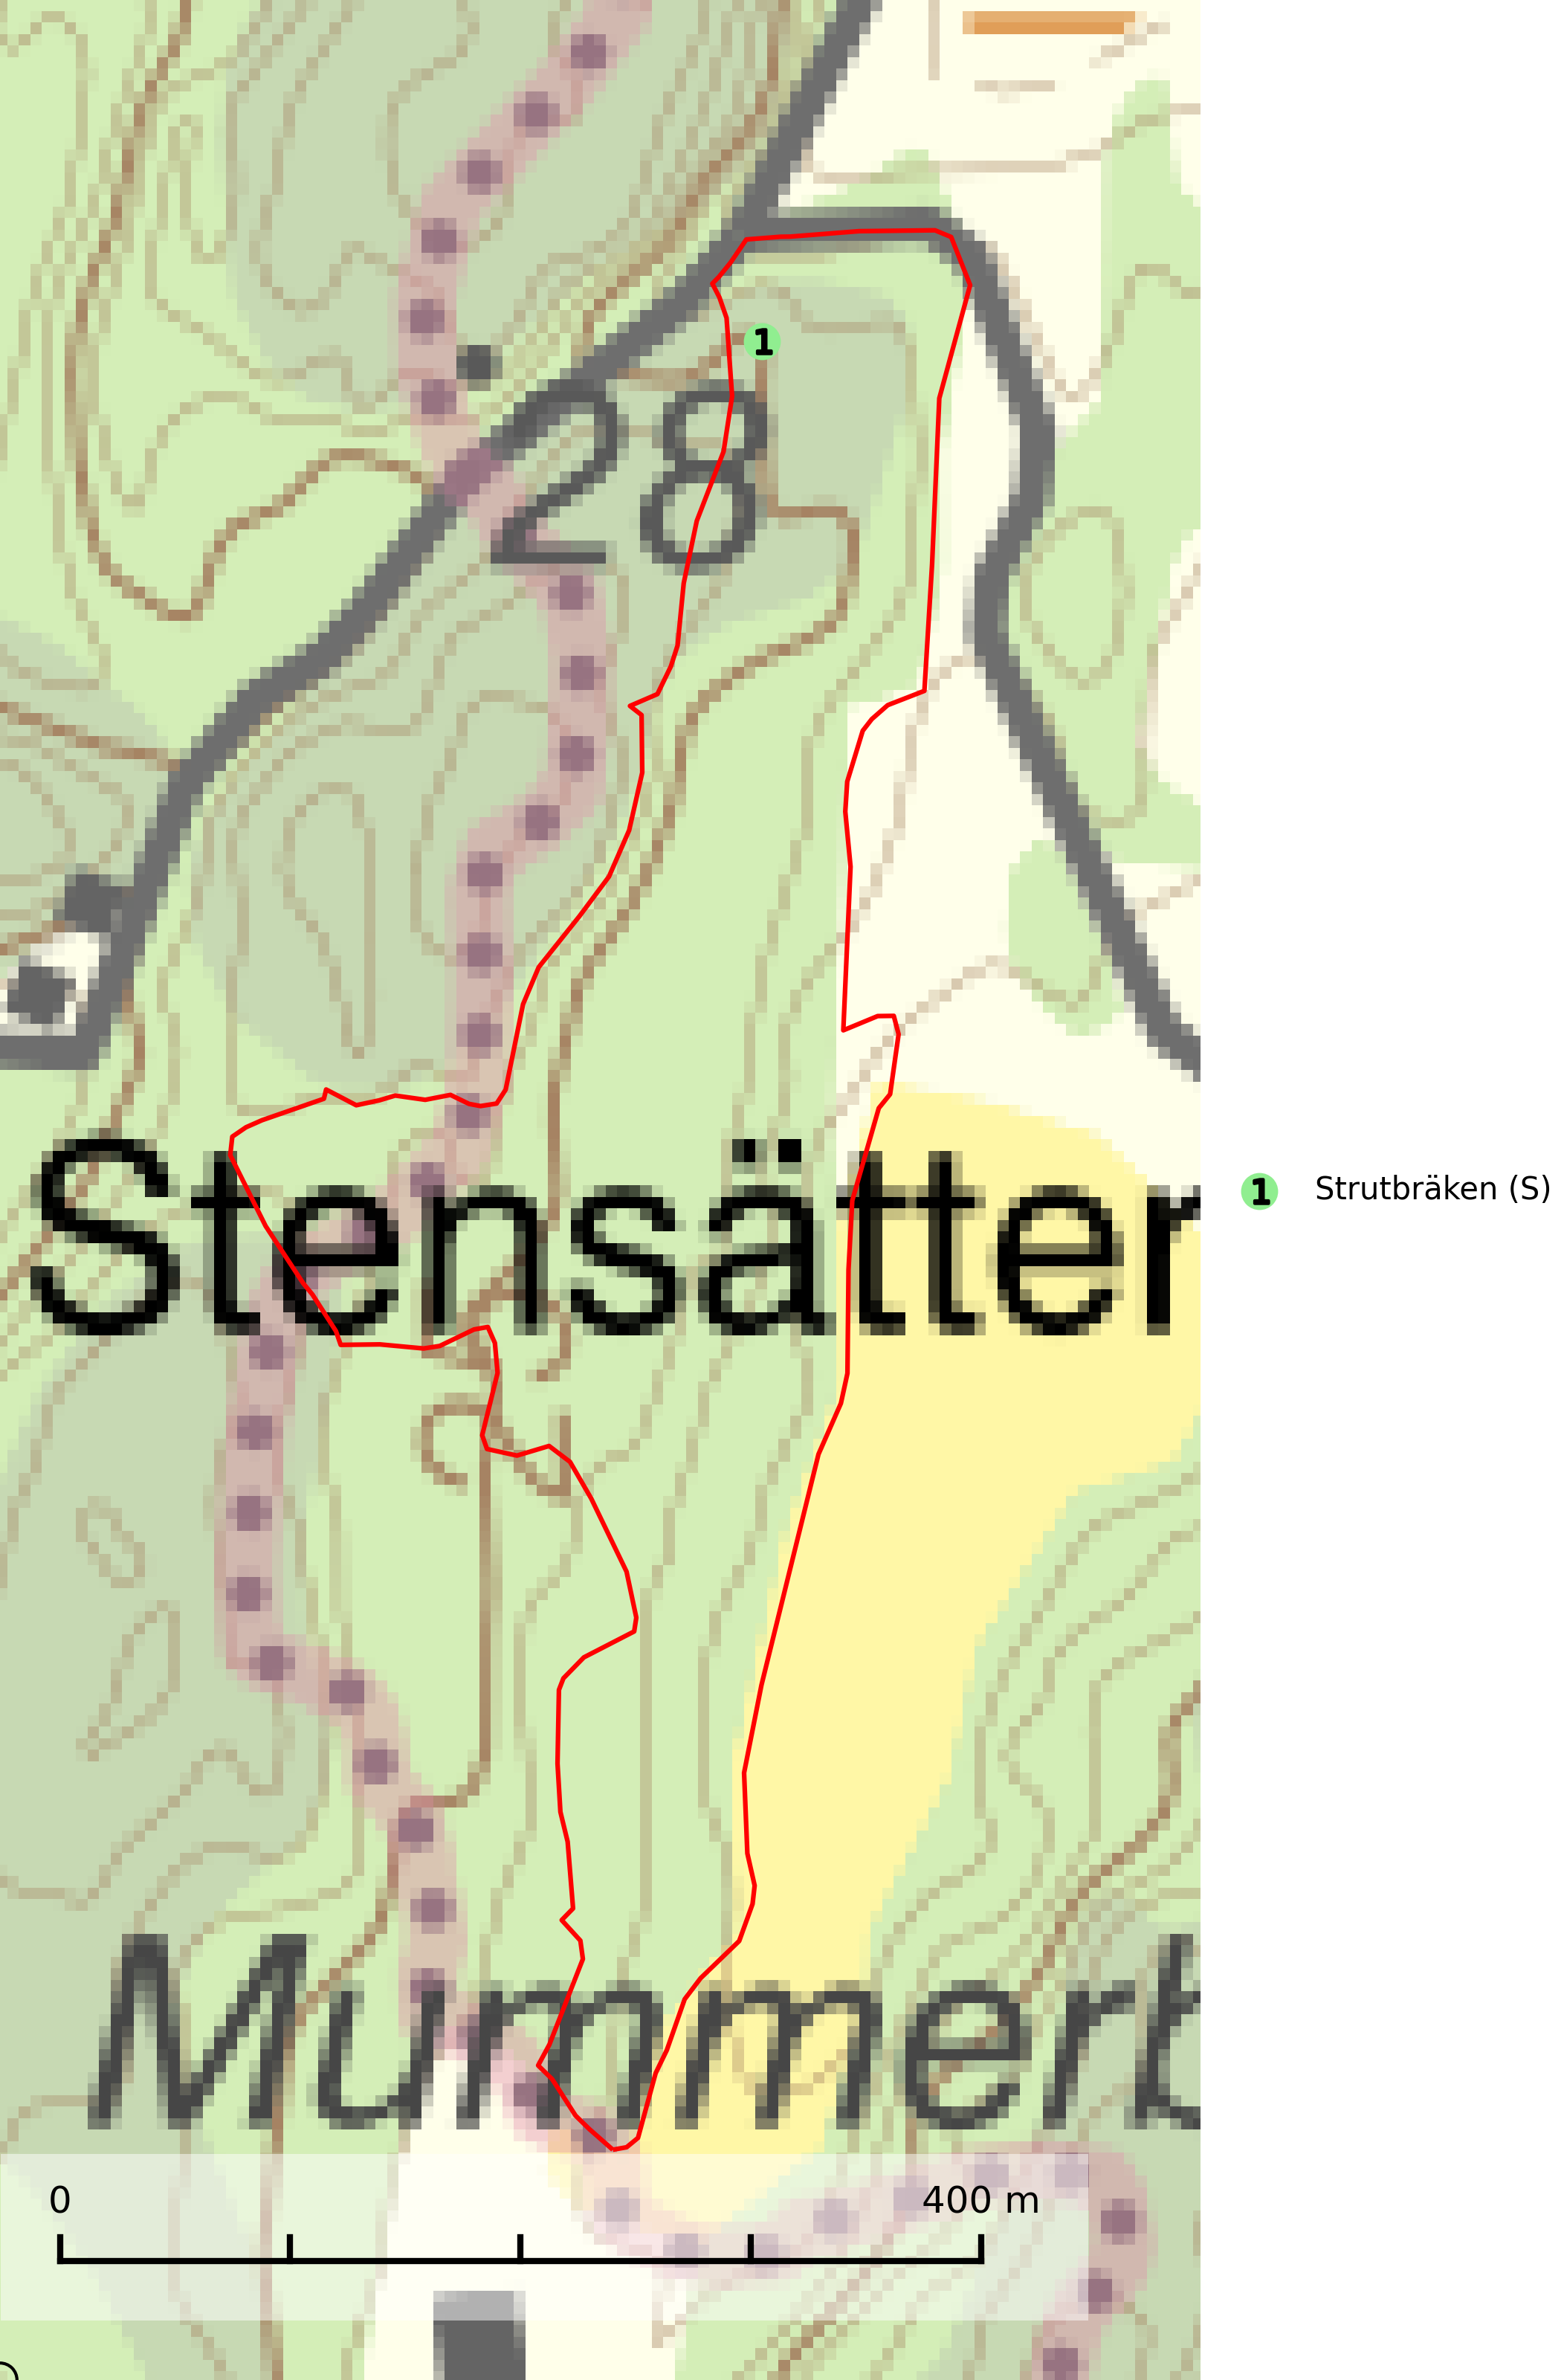 1
28
Stensätter
1 Strutbräken (S)
Mummert
0 400 m